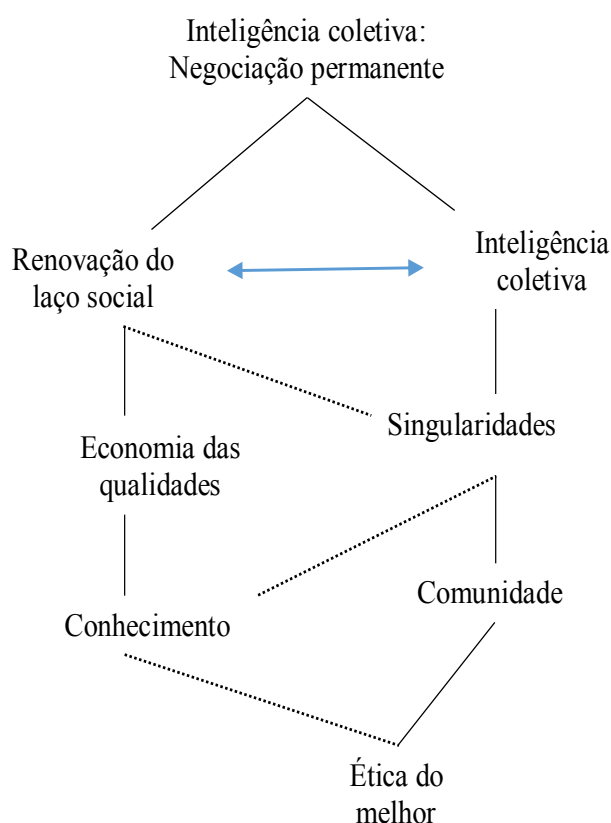 Inteligência coletiva:
Negociação permanente
Renovação do
laço social
Inteligência
coletiva
Economia das
qualidades
Singularidades
Conhecimento
Comunidade
Ética do
melhor